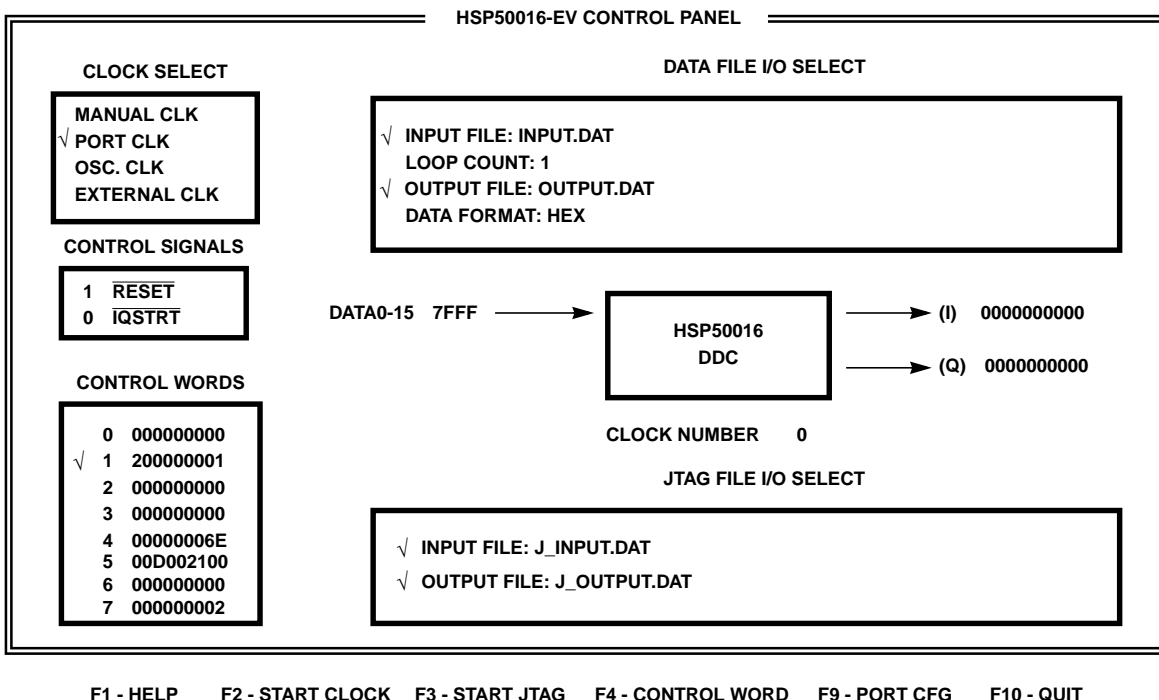 HSP50016-EV CONTROL PANEL
CLOCK SELECT
MANUAL CLK
√ PORT CLK
OSC. CLK
EXTERNAL CLK
DATA FILE I/O SELECT
√ INPUT FILE: INPUT.DAT
LOOP COUNT: 1
√ OUTPUT FILE: OUTPUT.DAT
DATA FORMAT: HEX
CONTROL SIGNALS
1 RESET
0 IQSTRT
DATA0-15 7FFF
HSP50016
DDC
(I) 0000000000
(Q) 0000000000
CLOCK NUMBER 0
CONTROL WORDS
0 000000000
√ 1 200000001
2 000000000
3 000000000
4 00000006E
5 00D002100
6 000000000
7 000000002
JTAG FILE I/O SELECT
√ INPUT FILE: J_INPUT.DAT
√ OUTPUT FILE: J_OUTPUT.DAT
F1 - HELP F2 - START CLOCK F3 - START JTAG F4 - CONTROL WORD F9 - PORT CFG F10 - QUIT